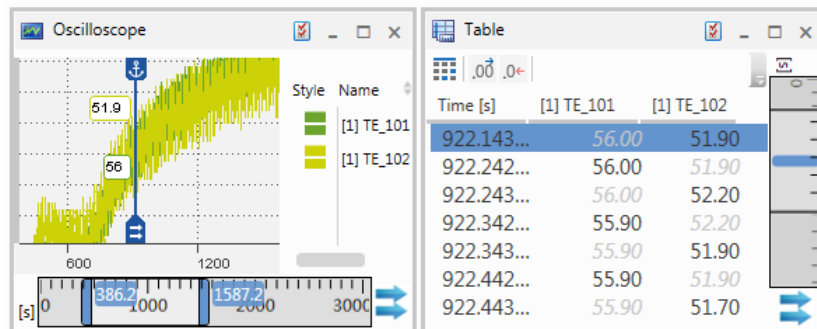 Oscilloscope
51.9
56
600 1200
Style Name
[1] TE_101
[1] TE_102
[s] 0 386.2 1000 1587.2 2000 3000
Table
.00 .0
Time [s] [1] TE_101 [1] TE_102
922.143... 56.00 51.90
922.242... 56.00 51.90
922.243... 56.00 52.20
922.342... 55.90 52.20
922.343... 55.90 51.90
922.442... 55.90 51.90
922.443... 55.90 51.70
[s]
0